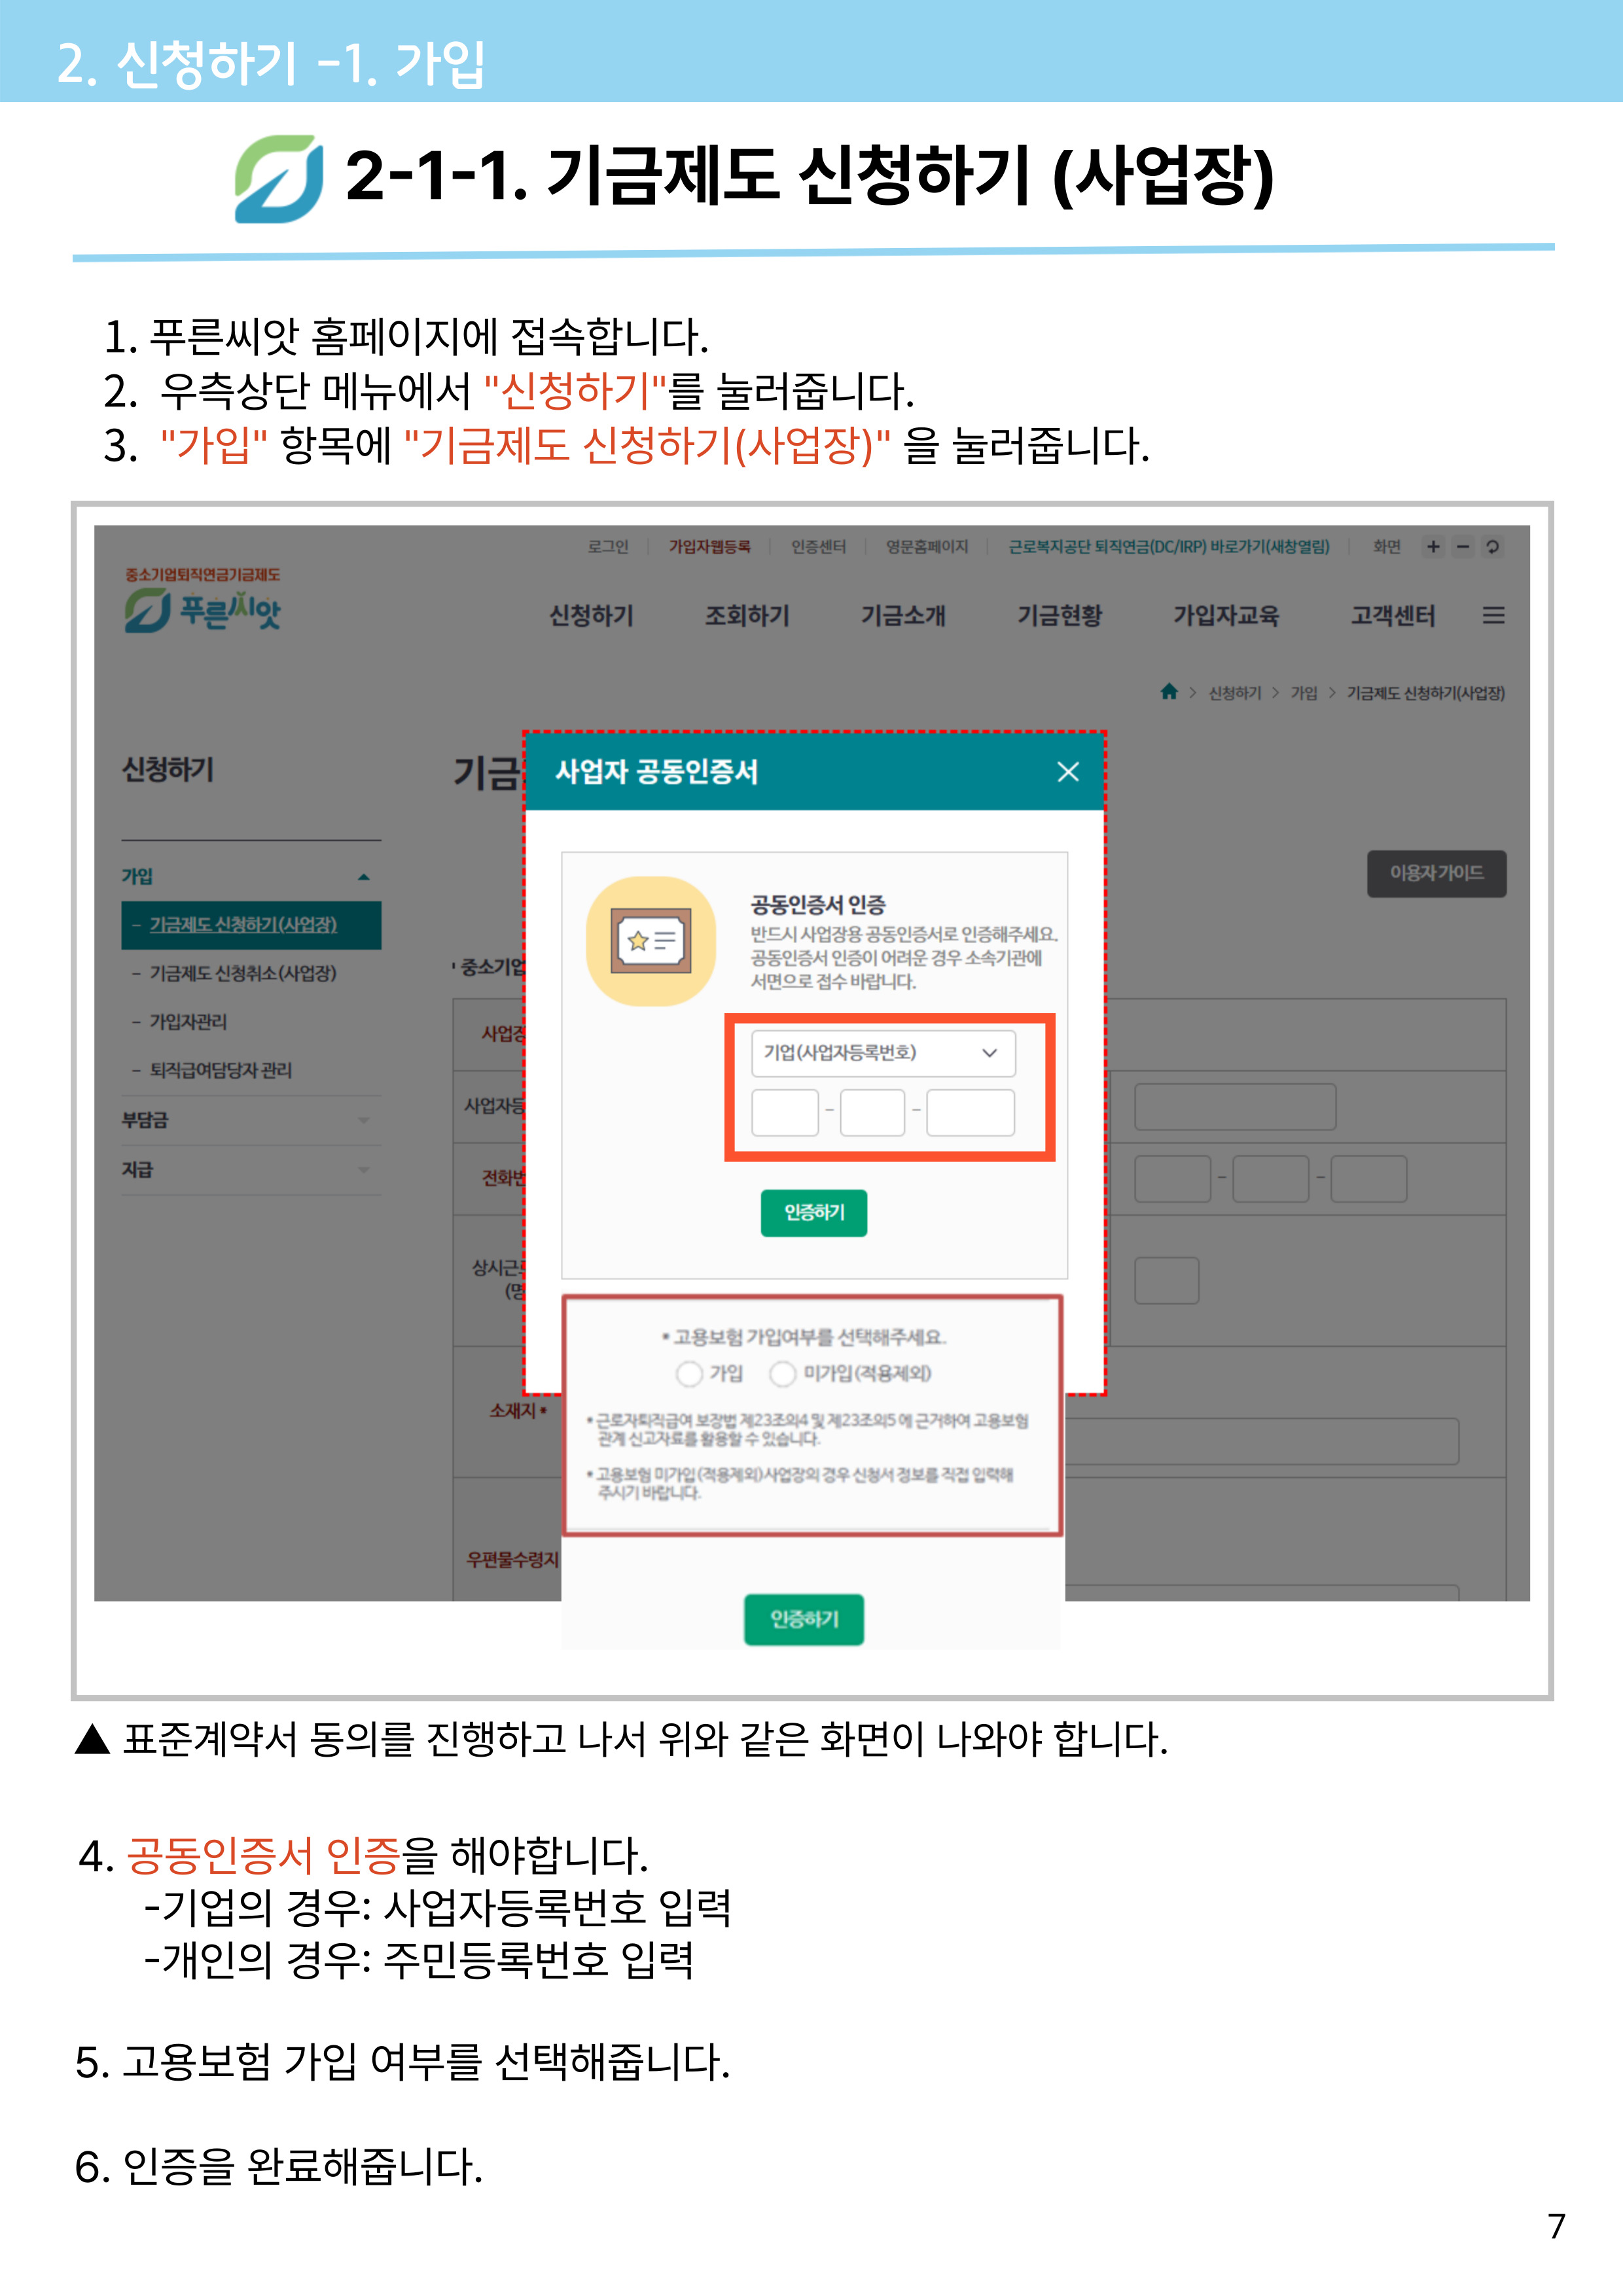 2. 신청하기 -1. 가입
2-1-1. 기금제도 신청하기 (사업장)
1. 푸른씨앗 홈페이지에 접속합니다.
2. 우측상단 메뉴에서 "신청하기"를 눌러줍니다.
3. "가입" 항목에 "기금제도 신청하기(사업장)" 을 눌러줍니다.
로그인 가입자웹등록 인증센터 영문홈페이지 근로복지공단 퇴직연금(DC/IRP) 바로가기(새창열림) 화면
중소기업퇴직연금기금제도
푸른씨앗
신청하기 조회하기 기금소개 기금현황 가입자교육 고객센터
> 신청하기 > 가입 > 기금제도 신청하기(사업장)
신청하기
가입
- 기금제도 신청하기(사업장)
- 기금제도 신청취소(사업장)
- 가입자관리
- 퇴직급여담당자 관리
부담금
지급
기금
이용자 가이드
' 중소기업
사업장
사업자등
전화번
상시근로
(명
소재지 *
우편물수령지
사업자 공동인증서
공동인증서 인증
반드시 사업장용 공동인증서로 인증해주세요.
공동인증서 인증이 어려운 경우 소속기관에
서면으로 접수 바랍니다.
기업(사업자등록번호)
- -
인증하기
* 고용보험 가입여부를 선택해주세요.
가입 미가입(적용제외)
* 근로자퇴직급여 보장법 제23조의4 및 제23조의5 에 근거하여 고용보험
관계 신고자료를 활용할 수 있습니다.
* 고용보험 미가입(적용제외)사업장의 경우 신청서 정보를 직접 입력해
주시기 바랍니다.
인증하기
▲ 표준계약서 동의를 진행하고 나서 위와 같은 화면이 나와야 합니다.
4. 공동인증서 인증을 해야합니다.
-기업의 경우: 사업자등록번호 입력
-개인의 경우: 주민등록번호 입력
5. 고용보험 가입 여부를 선택해줍니다.
6. 인증을 완료해줍니다.
7